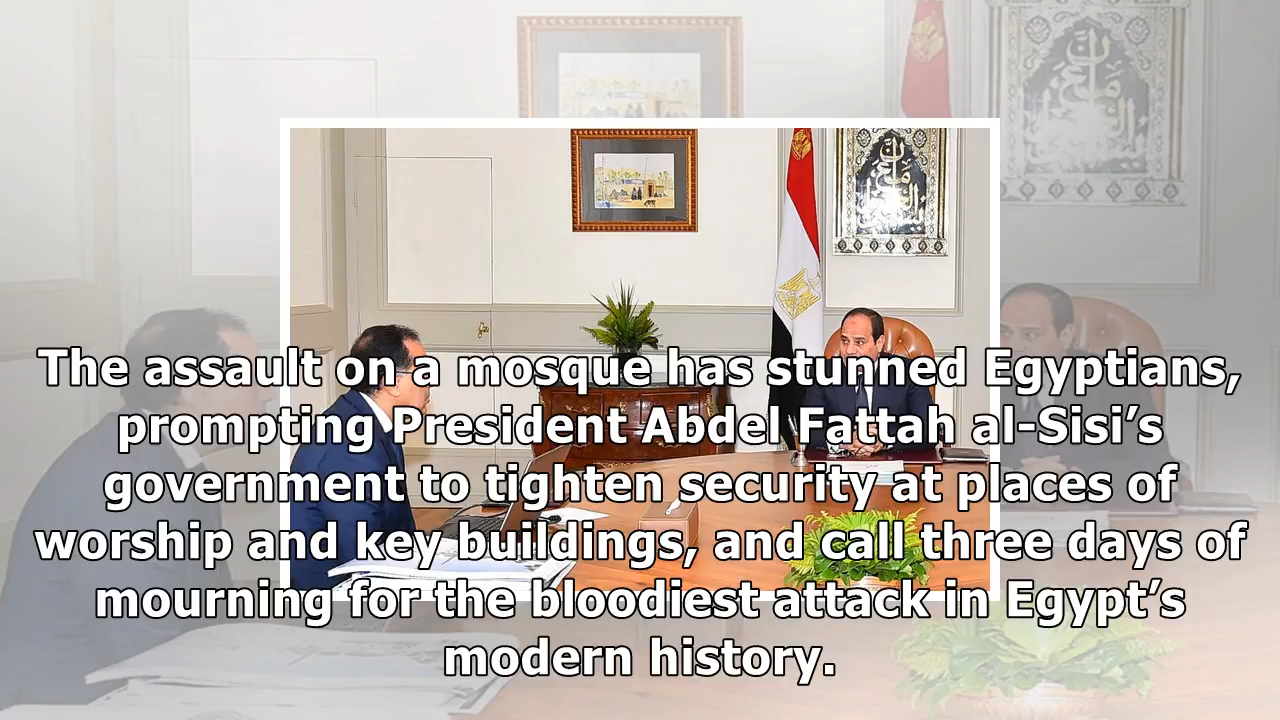 The assault on a mosque has stunned Egyptians,
prompting President Abdel Fattah al-Sisi’s
government to tighten security at places of
worship and key buildings, and call three days of
mourning for the bloodiest attack in Egypt’s
modern history.